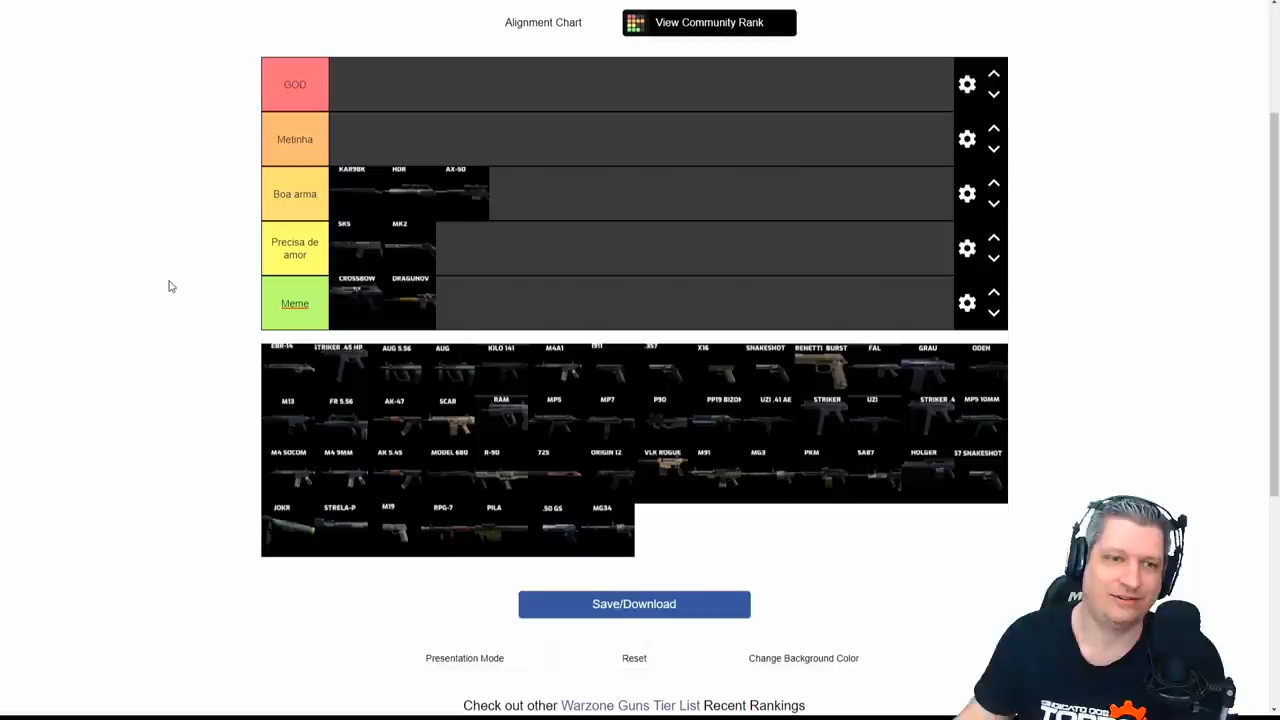 Alignment Chart
View Community Rank
GOD
Metinha
Boa arma
KAR98K HDR AX-50
Precisa de
amor
SKS MK2
Meme
CROSSBOW DRAGUNOV
EBR-14 STRIKER .45 HP AUG 5.56 AUG KILO 141 M4A1 1911 .357 X16 SNAKESHOT RENETTI BURST FAL GRAU ODEN
M13 FR 5.56 AK-47 SCAR RAM MP5 MP7 P90 PP19 BIZON UZI .41 AE STRIKER UZI STRIKER .4 MP5 10MM
M4 SOCOM M4 9MM AK 5.45 MODEL 680 R-90 725 ORIGIN 12 VLK ROGUE M91 MG3 PKM SA87 HOLGER 57 SNAKESHOT
JOKR STRELA-P M19 RPG-7 PILA .50 GS MG34
Save/Download
Presentation Mode
Reset
Change Background Color
Check out other Warzone Guns Tier List Recent Rankings
SINDICATO DOS